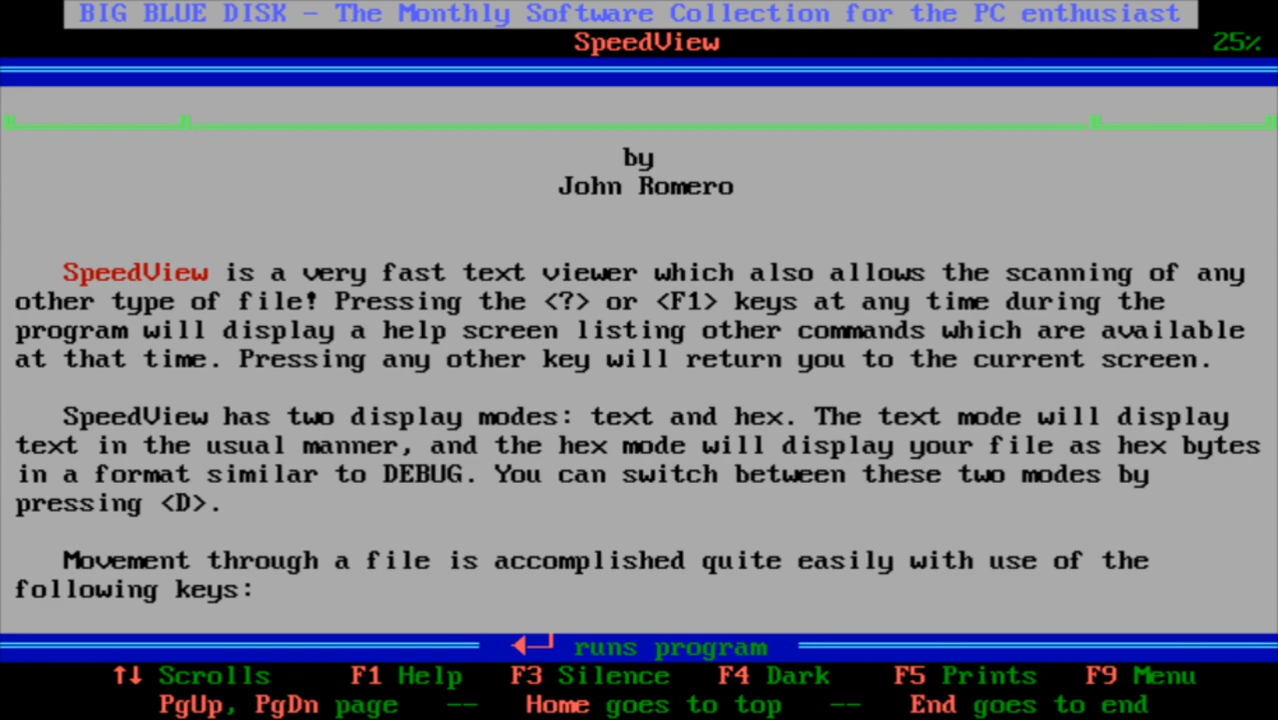 BIG BLUE DISK - The Monthly Software Collection for the PC enthusiast
SpeedView 25%
by
John Romero
SpeedView is a very fast text viewer which also allows the scanning of any
other type of file! Pressing the <?> or <F1> keys at any time during the
program will display a help screen listing other commands which are available
at that time. Pressing any other key will return you to the current screen.
SpeedView has two display modes: text and hex. The text mode will display
text in the usual manner, and the hex mode will display your file as hex bytes
in a format similar to DEBUG. You can switch between these two modes by
pressing <D>.
Movement through a file is accomplished quite easily with use of the
following keys:
runs program
↑↓ Scrolls F1 Help F3 Silence F4 Dark F5 Prints F9 Menu
PgUp, PgDn page -- Home goes to top -- End goes to end